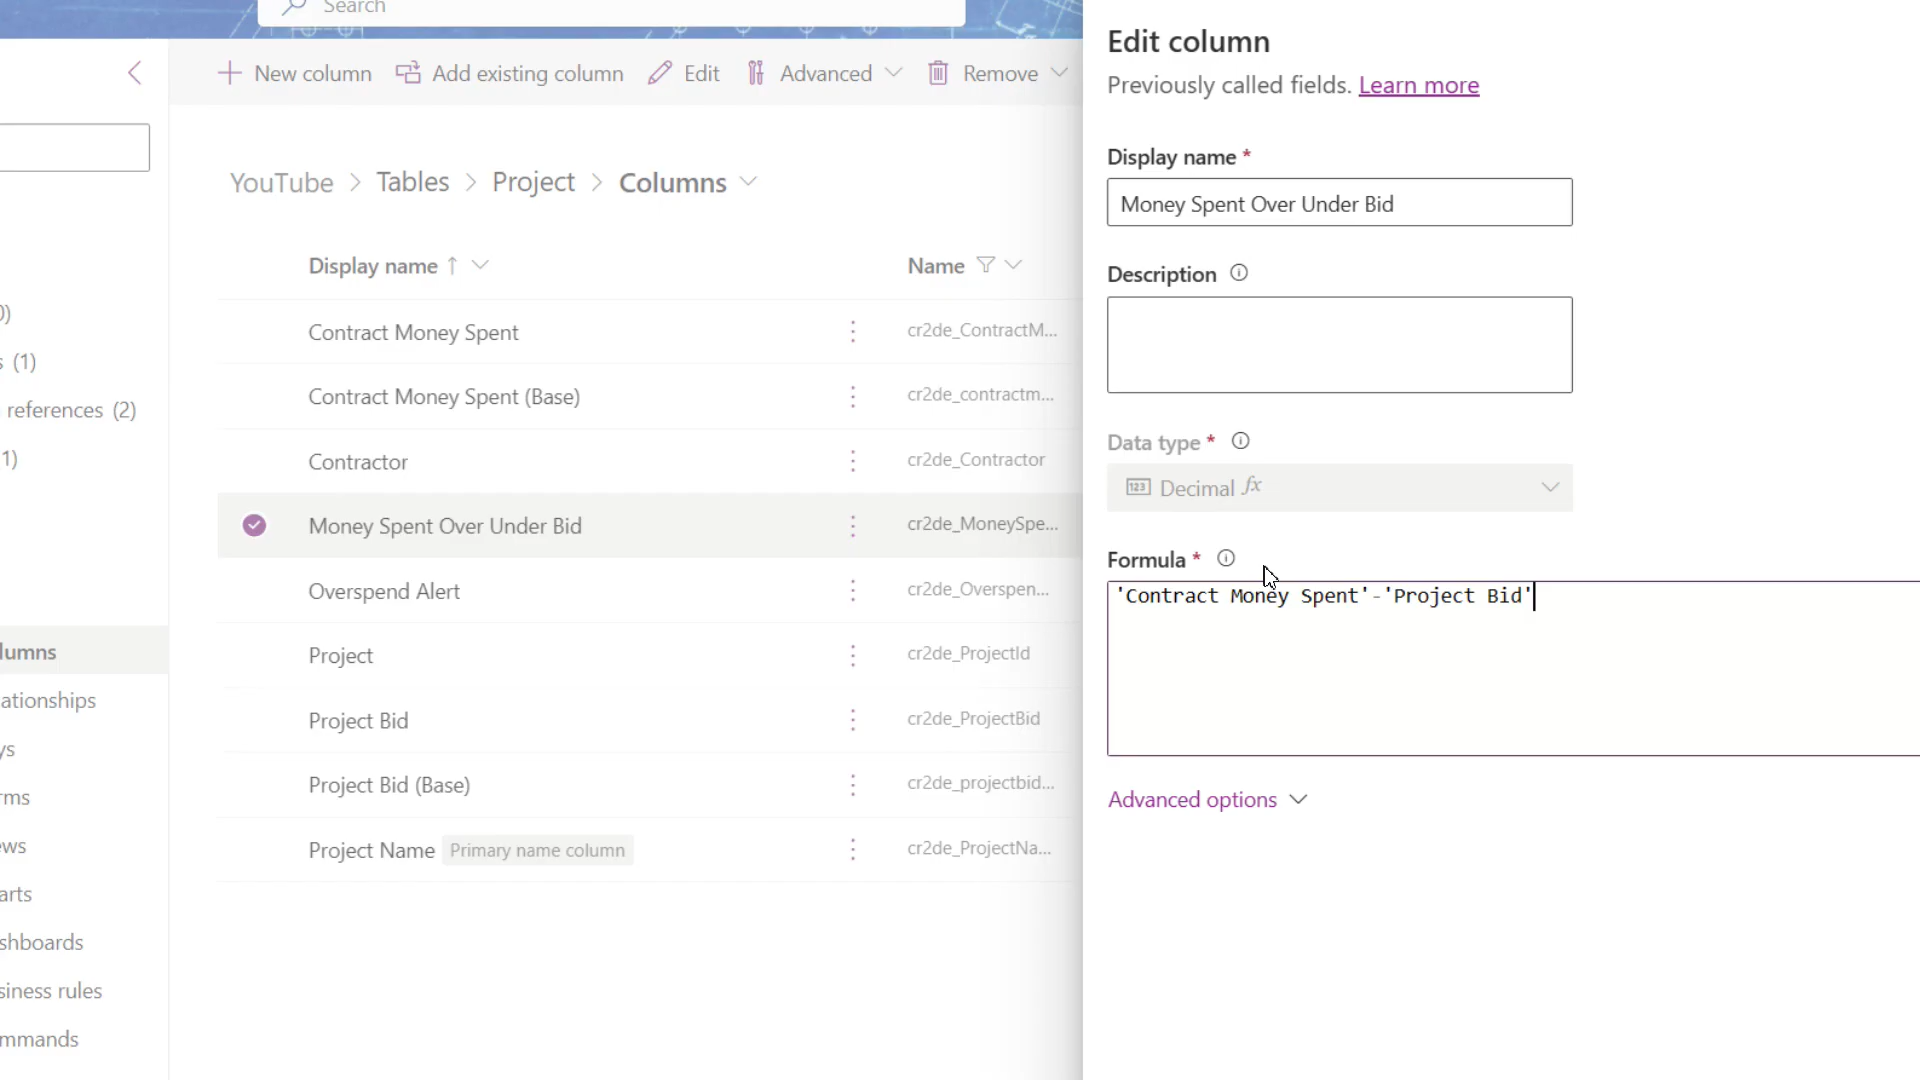 Search
New column
Add existing column
Edit
Advanced
Remove
YouTube > Tables > Project > Columns
Display name ↑
Name
Contract Money Spent
cr2de_ContractM...
Contract Money Spent (Base)
cr2de_contractm...
Contractor
cr2de_Contractor
Money Spent Over Under Bid
cr2de_MoneySpe...
Overspend Alert
cr2de_Overspen...
Project
cr2de_ProjectId
Project Bid
cr2de_ProjectBid
Project Bid (Base)
cr2de_projectbid...
Project Name Primary name column
cr2de_ProjectNa...
0)
s (1)
references (2)
1)
lumns
ationships
ys
rms
ews
arts
shboards
siness rules
mmands
Edit column
Previously called fields. Learn more
Display name *
Money Spent Over Under Bid
Description
Data type *
123 Decimal fx
Formula *
'Contract Money Spent'-'Project Bid'
Advanced options